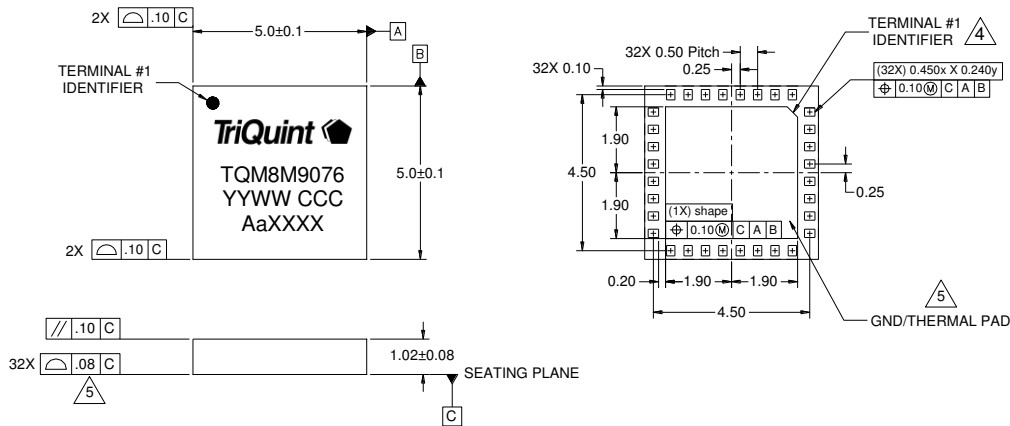 2X ⌓ .10 C
5.0±0.1
A
B
TERMINAL #1
IDENTIFIER
TriQuint
TQM8M9076
YYWW CCC
AaXXXX
5.0±0.1
2X ⌓ .10 C
// .10 C
32X ⌓ .08 C
5
1.02±0.08
SEATING PLANE
C
TERMINAL #1
IDENTIFIER
4
32X 0.50 Pitch
0.25
32X 0.10
(32X) 0.450x X 0.240y
⌖ 0.10Ⓜ C A B
1.90
4.50
1.90
0.25
(1X) shape
⌖ 0.10Ⓜ C A B
0.20
1.90
1.90
4.50
5
GND/THERMAL PAD